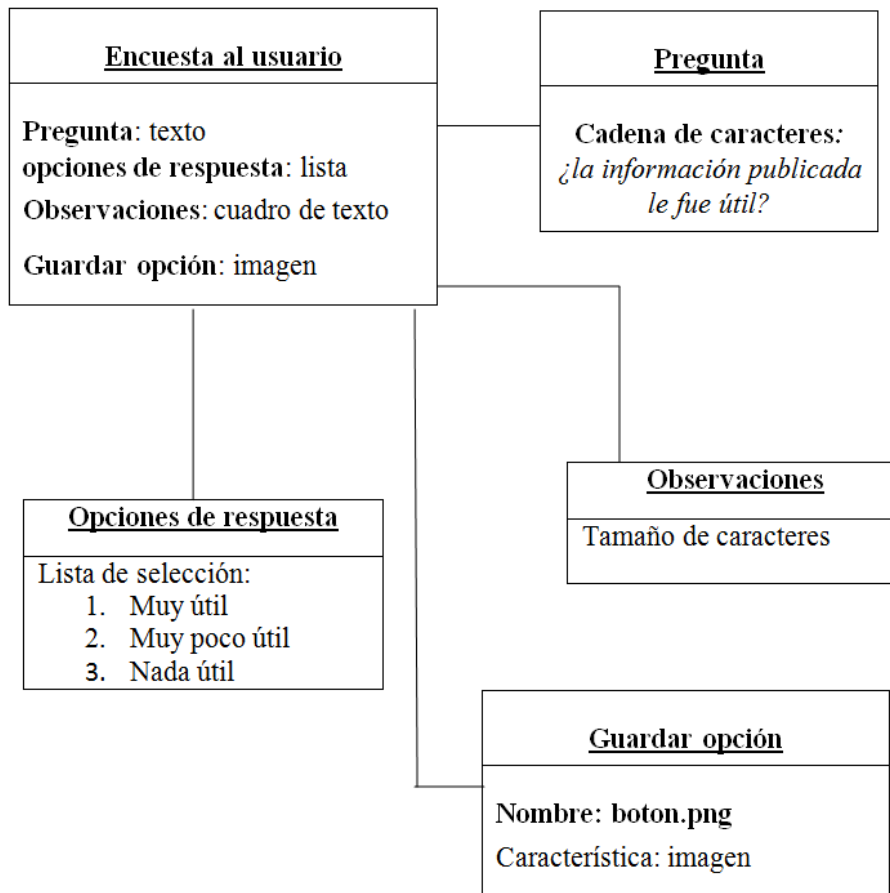 Encuesta al usuario
Pregunta: texto
opciones de respuesta: lista
Observaciones: cuadro de texto
Guardar opción: imagen
Pregunta
Cadena de caracteres:
¿la información publicada
le fue útil?
Opciones de respuesta
Lista de selección:
1. Muy útil
2. Muy poco útil
3. Nada útil
Observaciones
Tamaño de caracteres
Guardar opción
Nombre: boton.png
Característica: imagen